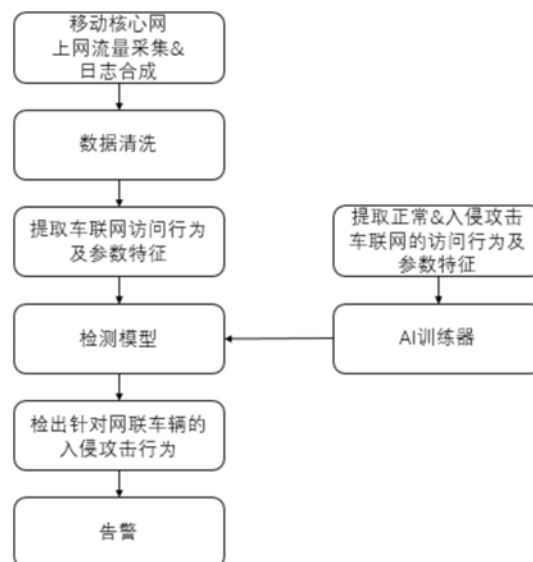 移动核心网
上网流量采集&
日志合成
数据清洗
提取车联网访问行为
及参数特征
提取正常&入侵攻击
车联网的访问行为及
参数特征
检测模型
AI训练器
检出针对网联车辆的
入侵攻击行为
告警